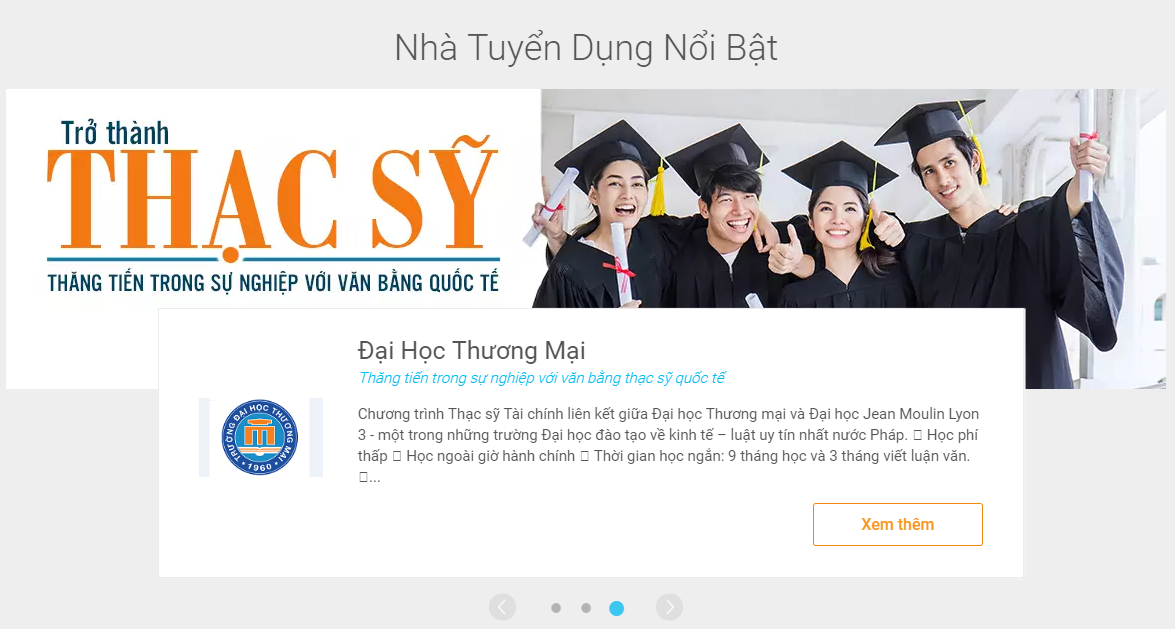 Nhà Tuyển Dụng Nổi Bật
Trở thành
THẠC SỸ
THĂNG TIẾN TRONG SỰ NGHIỆP VỚI VĂN BẰNG QUỐC TẾ
Đại Học Thương Mại
Thăng tiến trong sự nghiệp với văn bằng thạc sỹ quốc tế
TRƯỜNG ĐẠI HỌC THƯƠNG MẠI
1960
Chương trình Thạc sỹ Tài chính liên kết giữa Đại học Thương mại và Đại học Jean Moulin Lyon
3 - một trong những trường Đại học đào tạo về kinh tế – luật uy tín nhất nước Pháp. Học phí
thấp Học ngoài giờ hành chính Thời gian học ngắn: 9 tháng học và 3 tháng viết luận văn.
...
Xem thêm